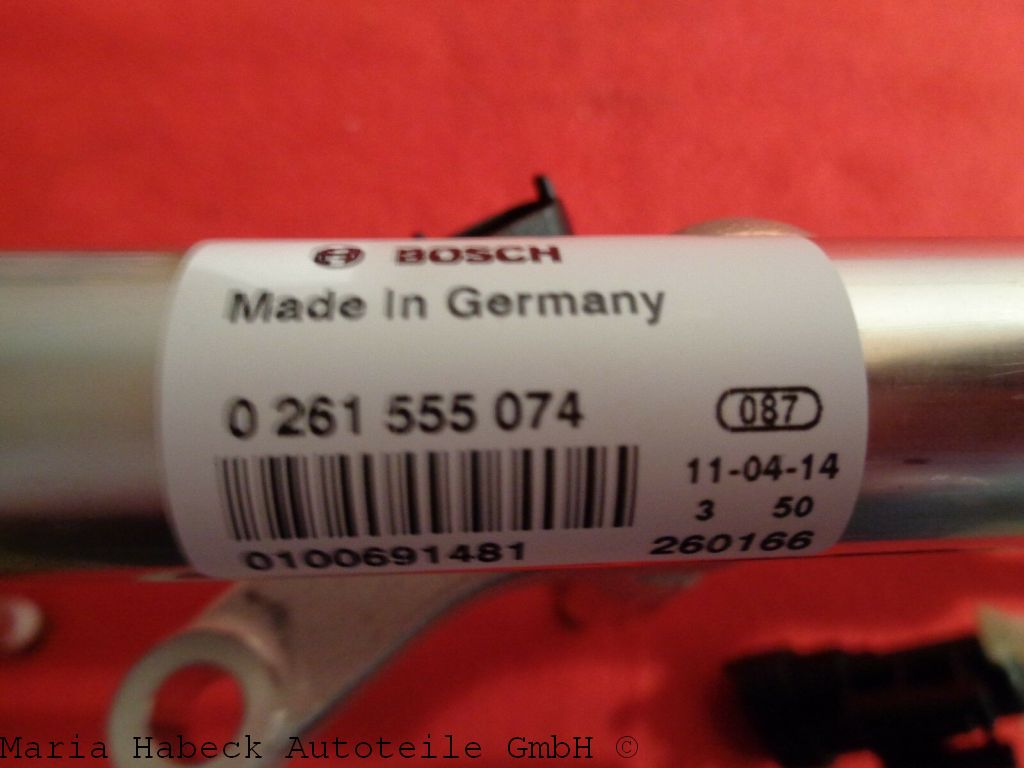 BOSCH
Made In Germany
0 261 555 074
087
11-04-14
3 50
0100691481
260166
Maria Habeck Autoteile GmbH ©